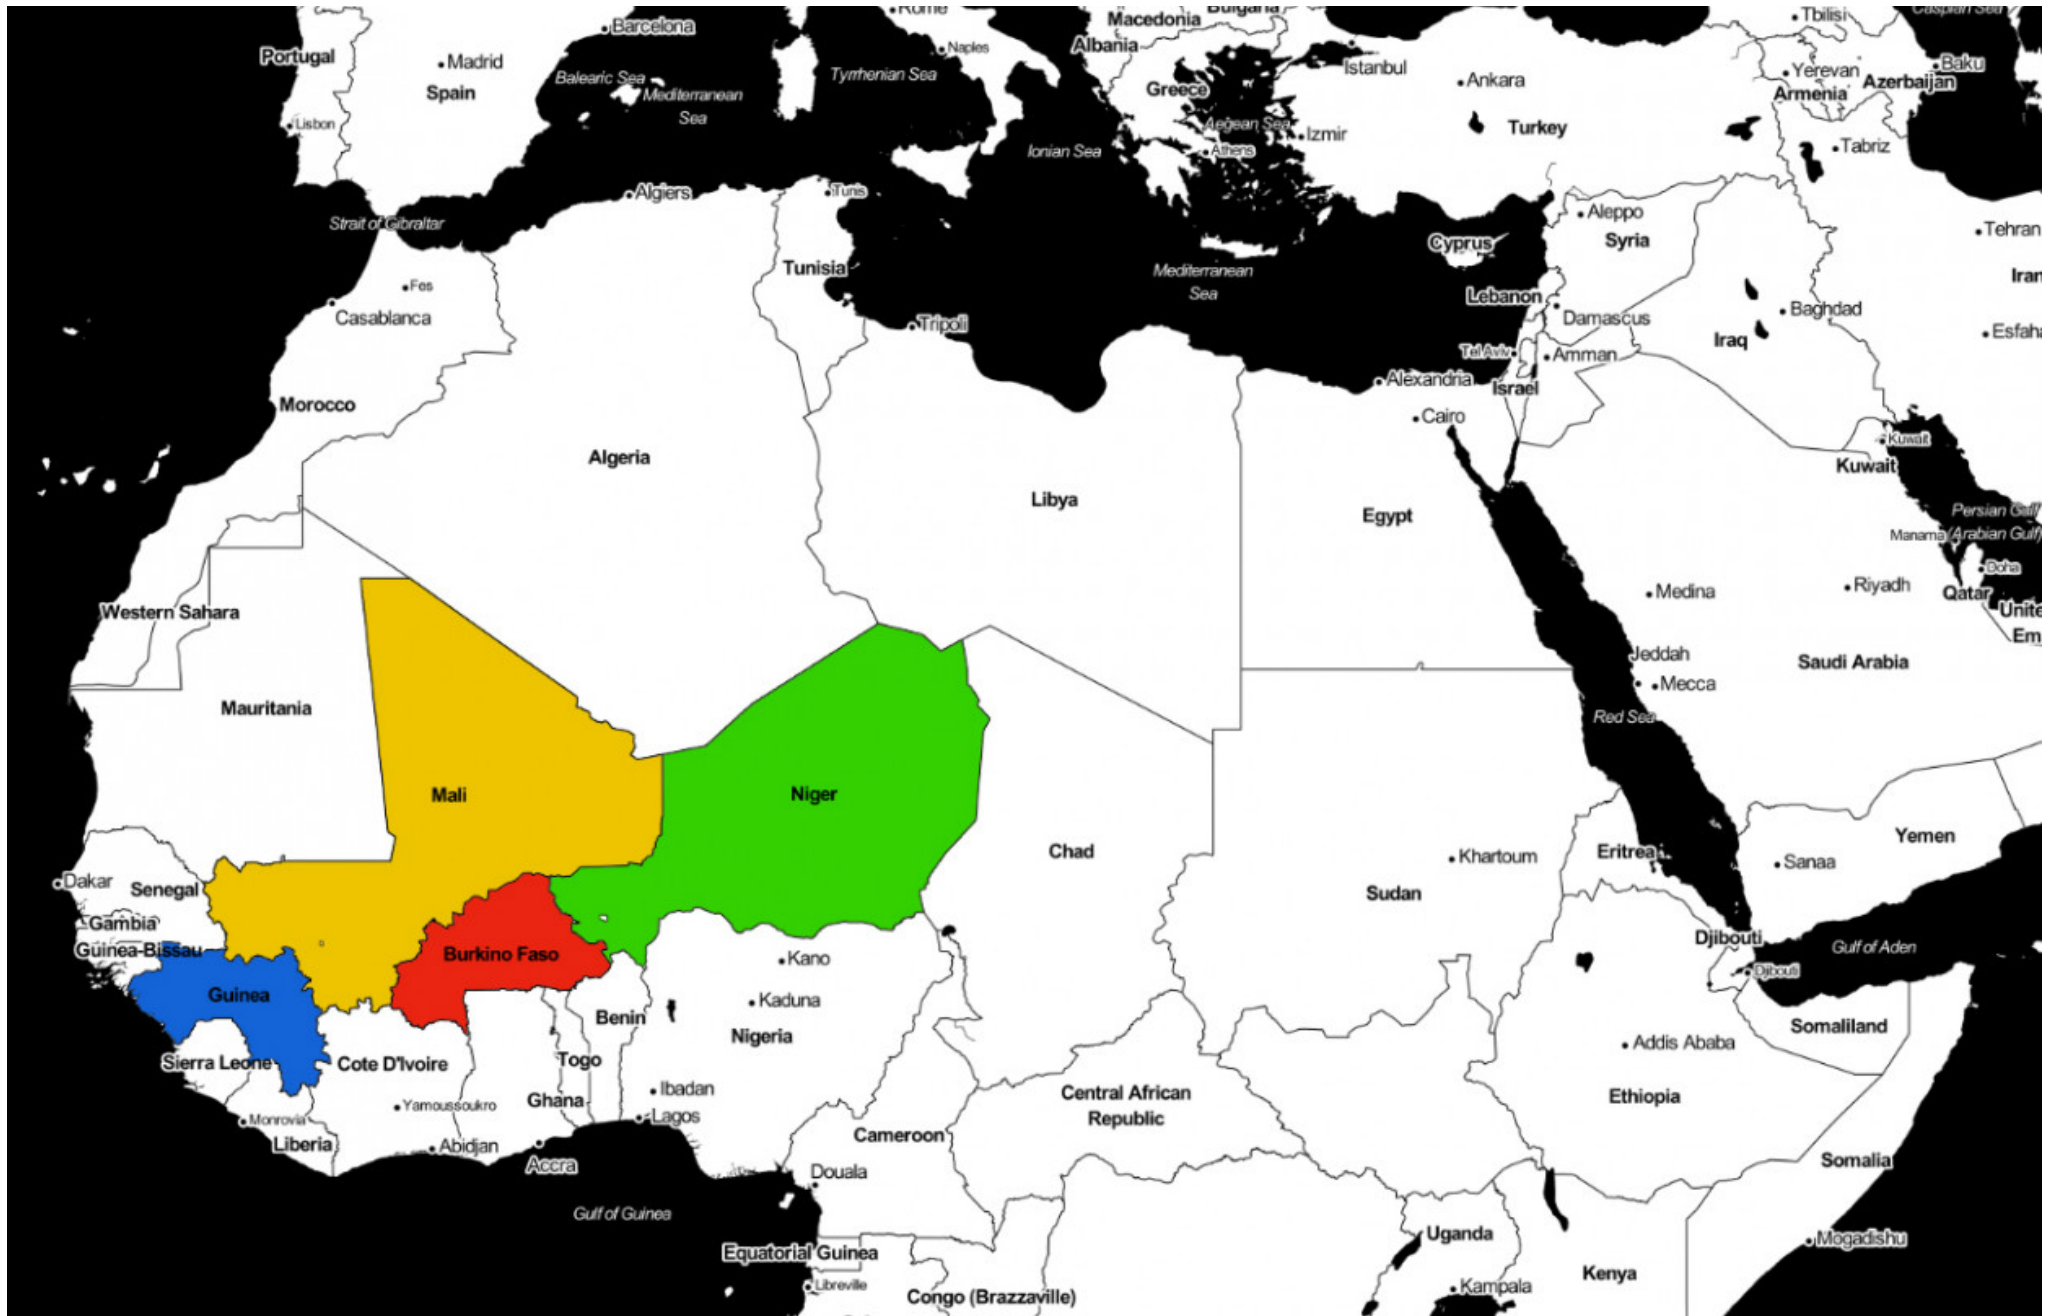 Rome
Macedonia
Bulgaria
Caspian Sea
Tbilisi
Barcelona
Portugal
Madrid
Naples
Albania
Istanbul
Yerevan
Baku
Balearic Sea
Tyrrhenian Sea
Ankara
Azerbaijan
Spain
Mediterranean
Sea
Greece
Armenia
Lisbon
Aegean Sea
Izmir
Turkey
Ionian Sea
Athens
Tabriz
Algiers
Tunis
Strait of Gibraltar
Aleppo
Tehran
Cyprus
Syria
Tunisia
Mediterranean
Sea
Iran
Fes
Lebanon
Casablanca
Tripoli
Damascus
Baghdad
Esfaha
Iraq
Tel Aviv
Amman
Alexandria
Israel
Morocco
Cairo
Kuwait
Algeria
Kuwait
Libya
Egypt
Persian Gulf
Manama
(Arabian Gulf)
Doha
Medina
Riyadh
Qatar
Western Sahara
Unite
Em
Jeddah
Saudi Arabia
Mecca
Mauritania
Red Sea
Mali
Niger
Yemen
Chad
Khartoum
Eritrea
Sanaa
Dakar
Senegal
Sudan
Gambia
Djibouti
Guinea-Bissau
Burkino Faso
Kano
Gulf of Aden
Djibouti
Guinea
Kaduna
Benin
Nigeria
Somaliland
Sierra Leone
Cote D'Ivoire
Togo
Addis Ababa
Ibadan
Central African
Republic
Ethiopia
Yamoussoukro
Ghana
Monrovia
Lagos
Liberia
Abidjan
Cameroon
Accra
Douala
Somalia
Gulf of Guinea
Uganda
Mogadishu
Equatorial Guinea
Kenya
Libreville
Kampala
Congo (Brazzaville)